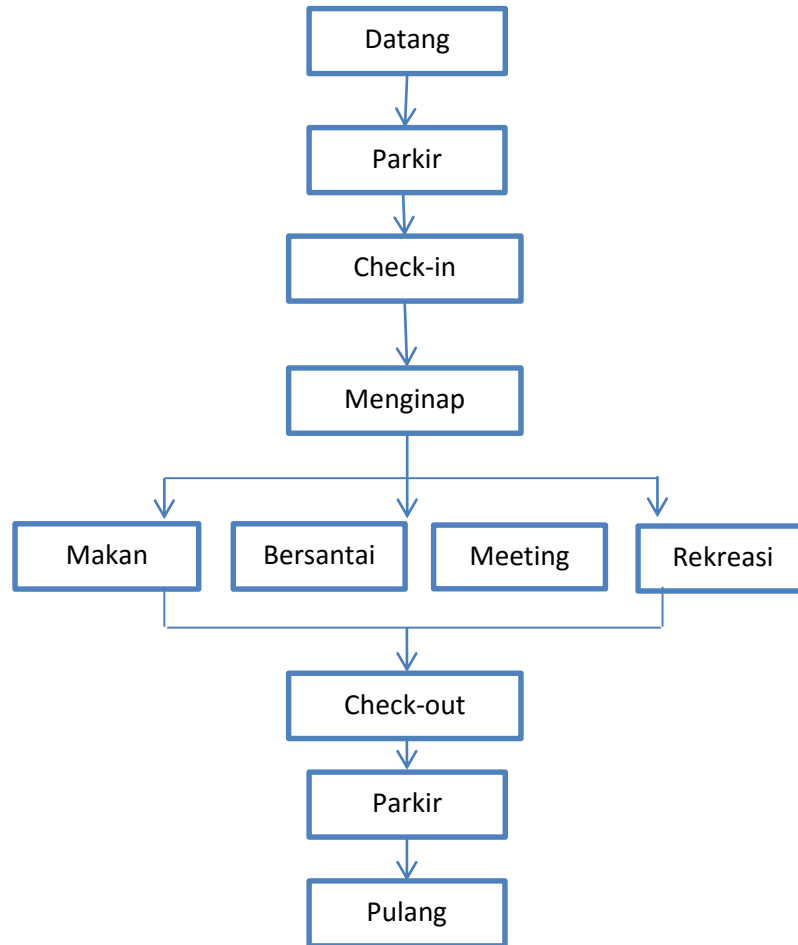 Datang
Parkir
Check-in
Menginap
Makan
Bersantai
Meeting
Rekreasi
Check-out
Parkir
Pulang